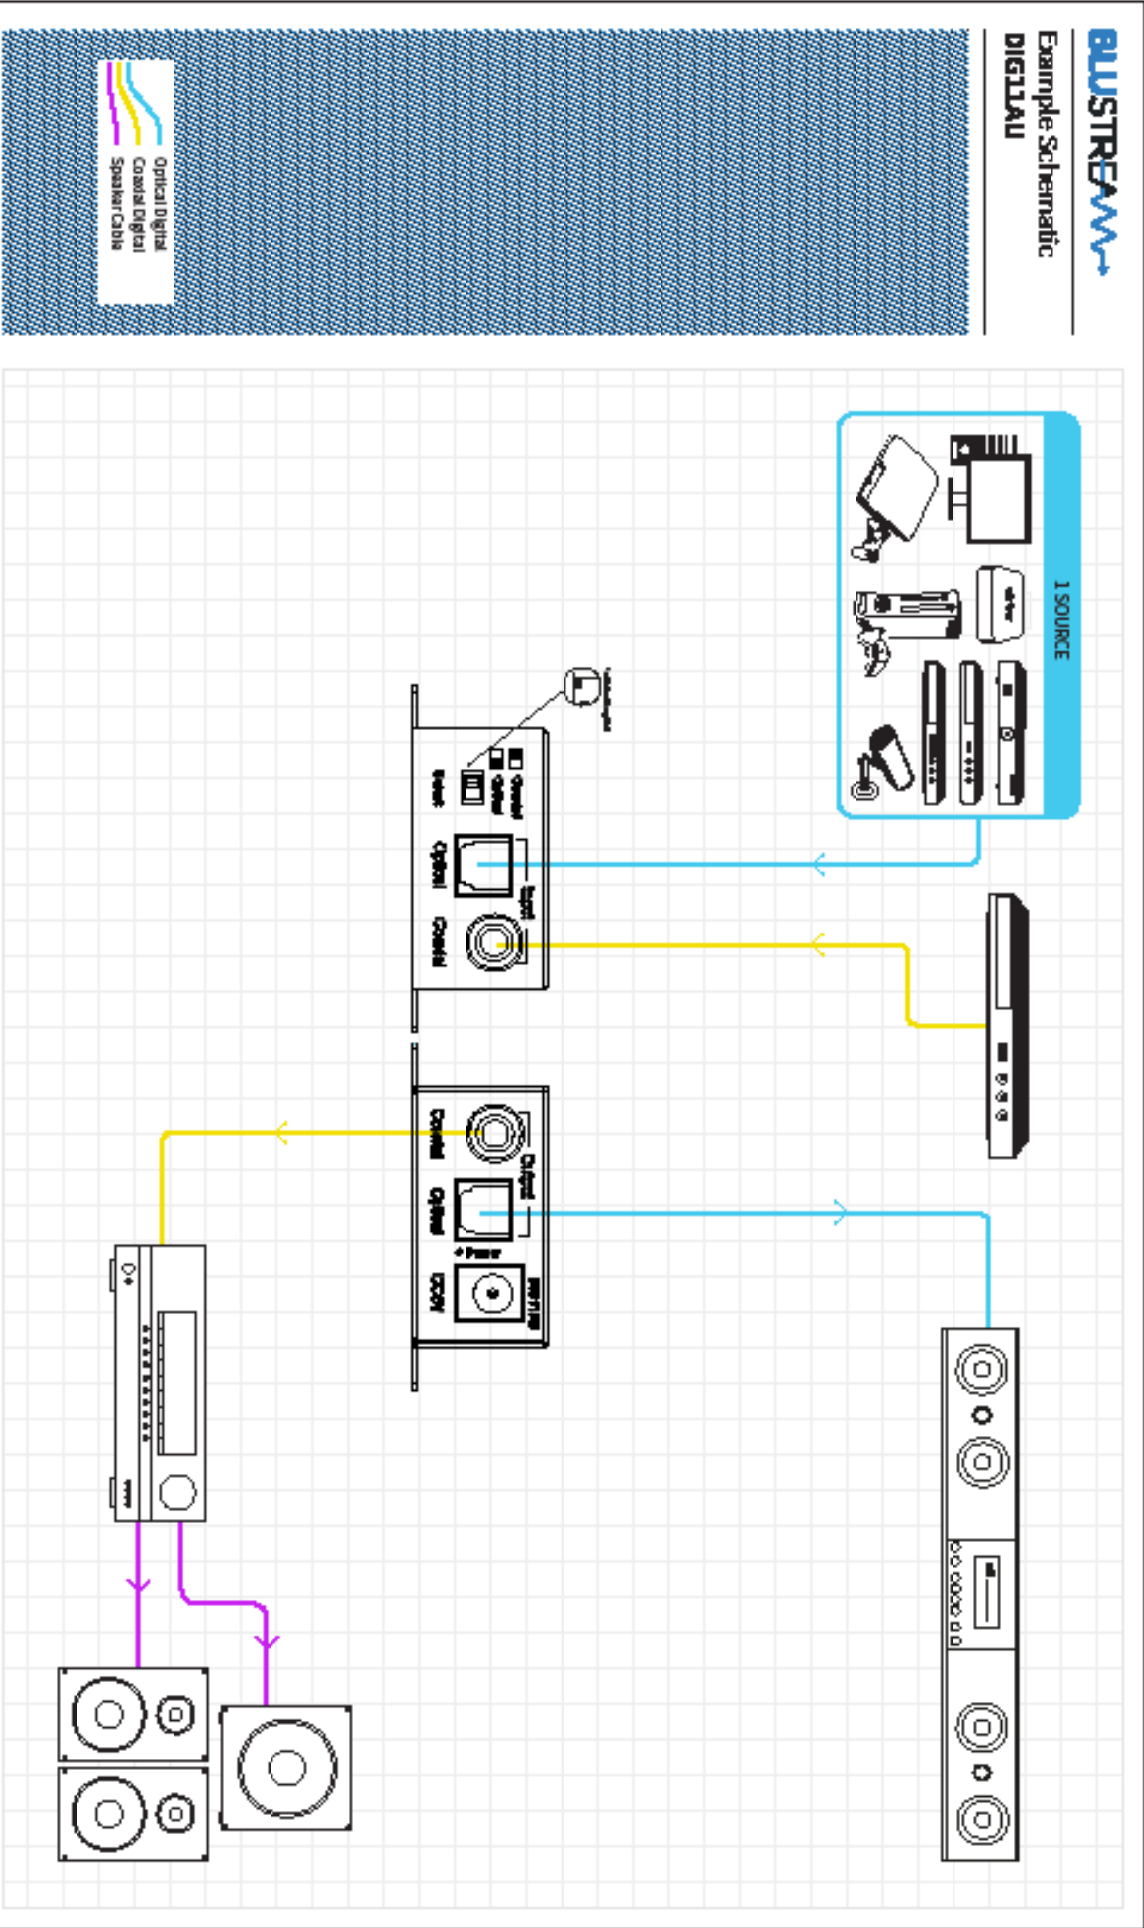 BLUSTREAM
Example Schematic
DIG11AU
Optical Digital
Coaxial Digital
Speaker Cable
1 SOURCE
Coaxial
Optical
Select
Input
Optical
Coaxial
Output
Coaxial
Optical
Power
DC5V